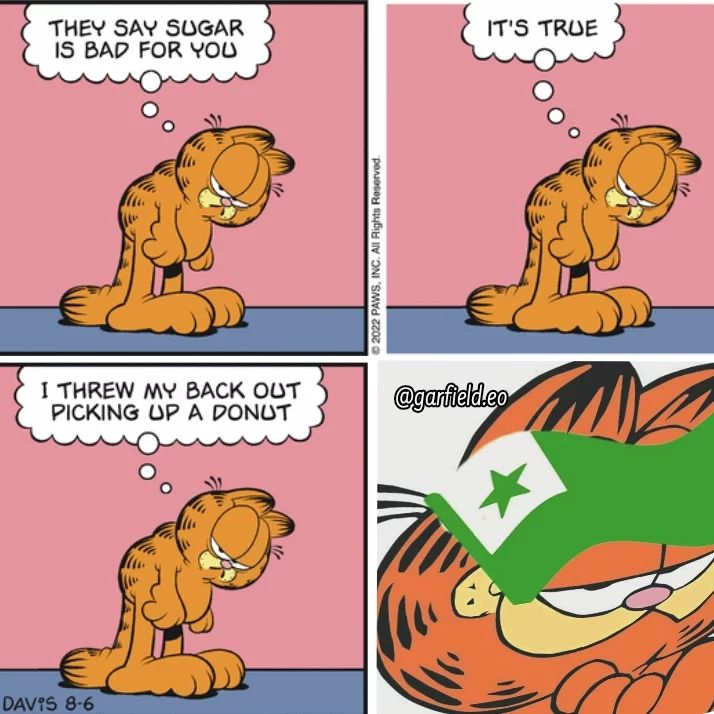 THEY SAY SUGAR
IS BAD FOR YOU
IT'S TRUE
© 2022 PAWS, INC. All Rights Reserved.
I THREW MY BACK OUT
PICKING UP A DONUT
DAVIS 8-6
@garfield.eo